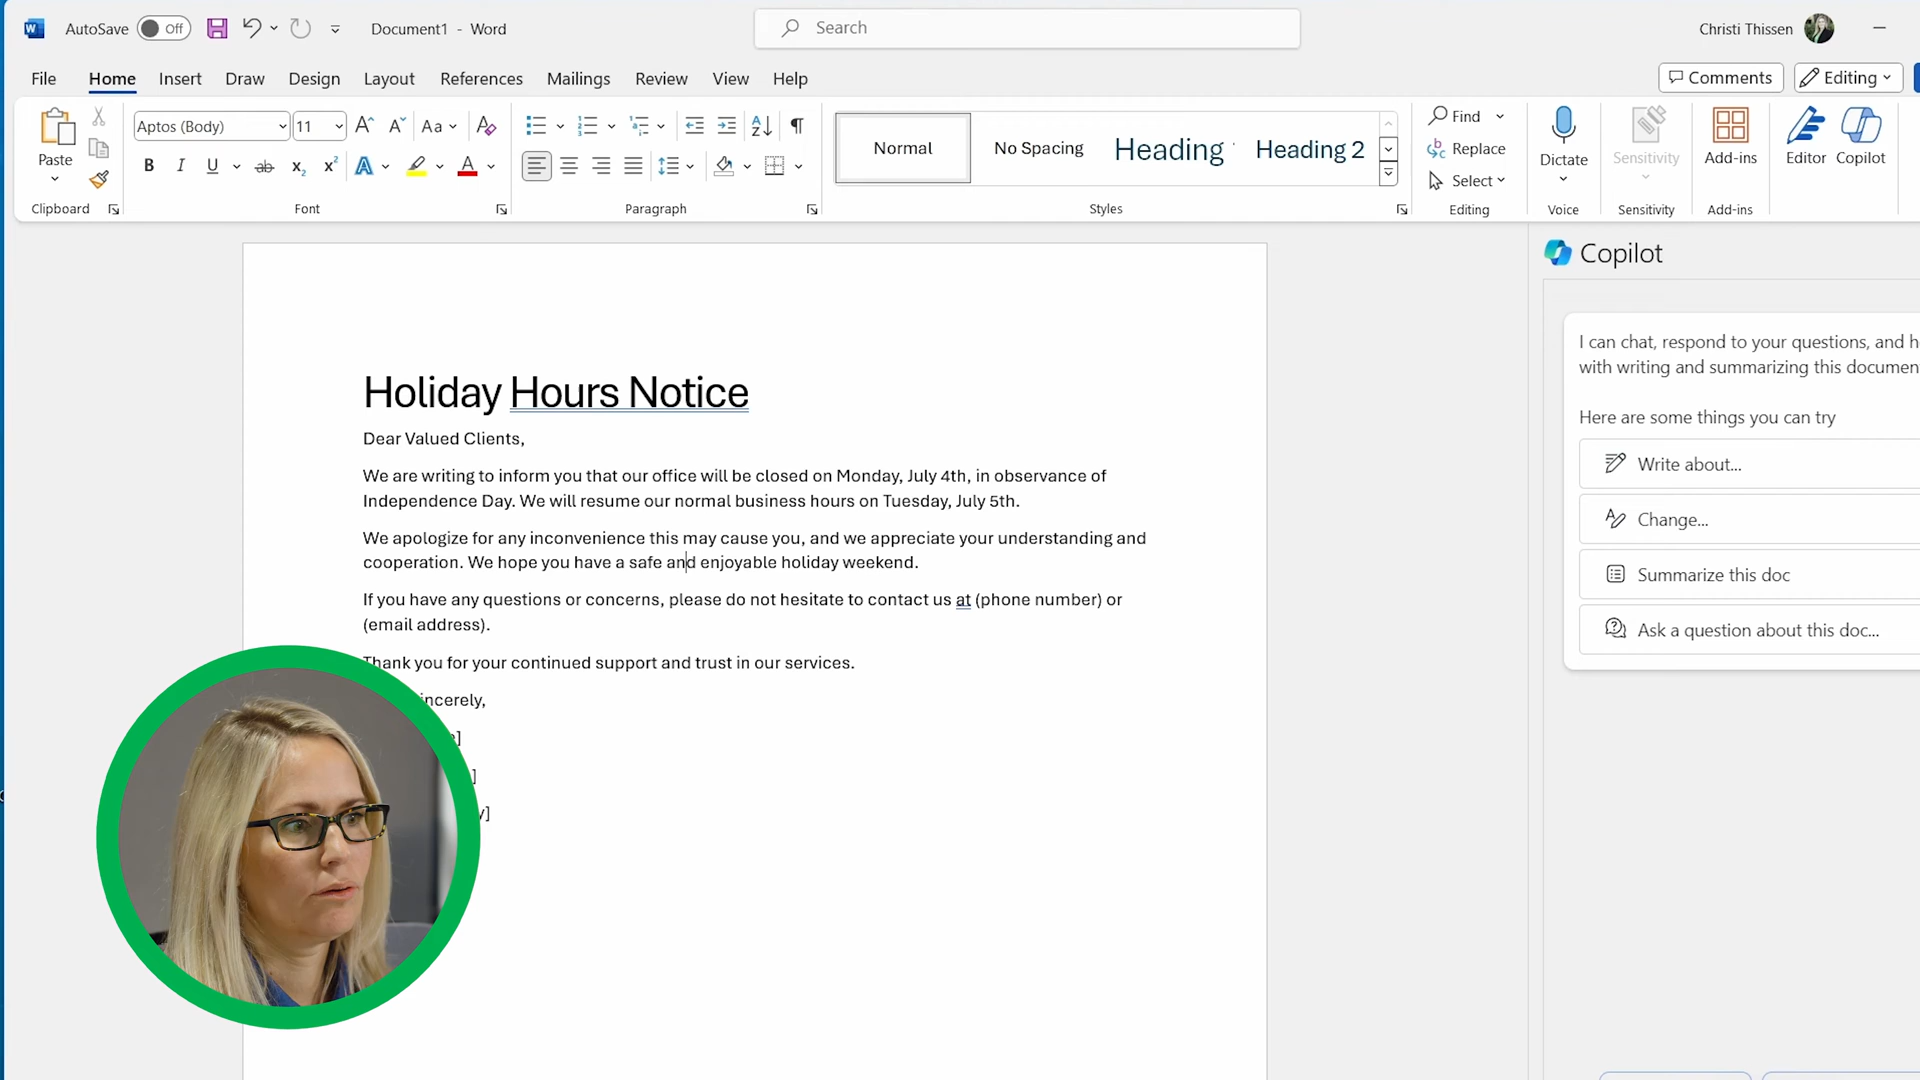 AutoSave Off Document1 - Word Search Christi Thissen
File Home Insert Draw Design Layout References Mailings Review View Help Comments Editing
Paste Aptos (Body) 11 Aa Normal No Spacing Heading Heading 2 Find Replace Select Dictate Sensitivity Add-ins Editor Copilot
Clipboard Font Paragraph Styles Editing Voice Sensitivity Add-ins
Copilot
I can chat, respond to your questions, and
with writing and summarizing this documen
Here are some things you can try
Write about...
Change...
Summarize this doc
Ask a question about this doc...
Holiday Hours Notice
Dear Valued Clients,
We are writing to inform you that our office will be closed on Monday, July 4th, in observance of
Independence Day. We will resume our normal business hours on Tuesday, July 5th.
We apologize for any inconvenience this may cause you, and we appreciate your understanding and
cooperation. We hope you have a safe and enjoyable holiday weekend.
If you have any questions or concerns, please do not hesitate to contact us at (phone number) or
(email address).
Thank you for your continued support and trust in our services.
incerely,